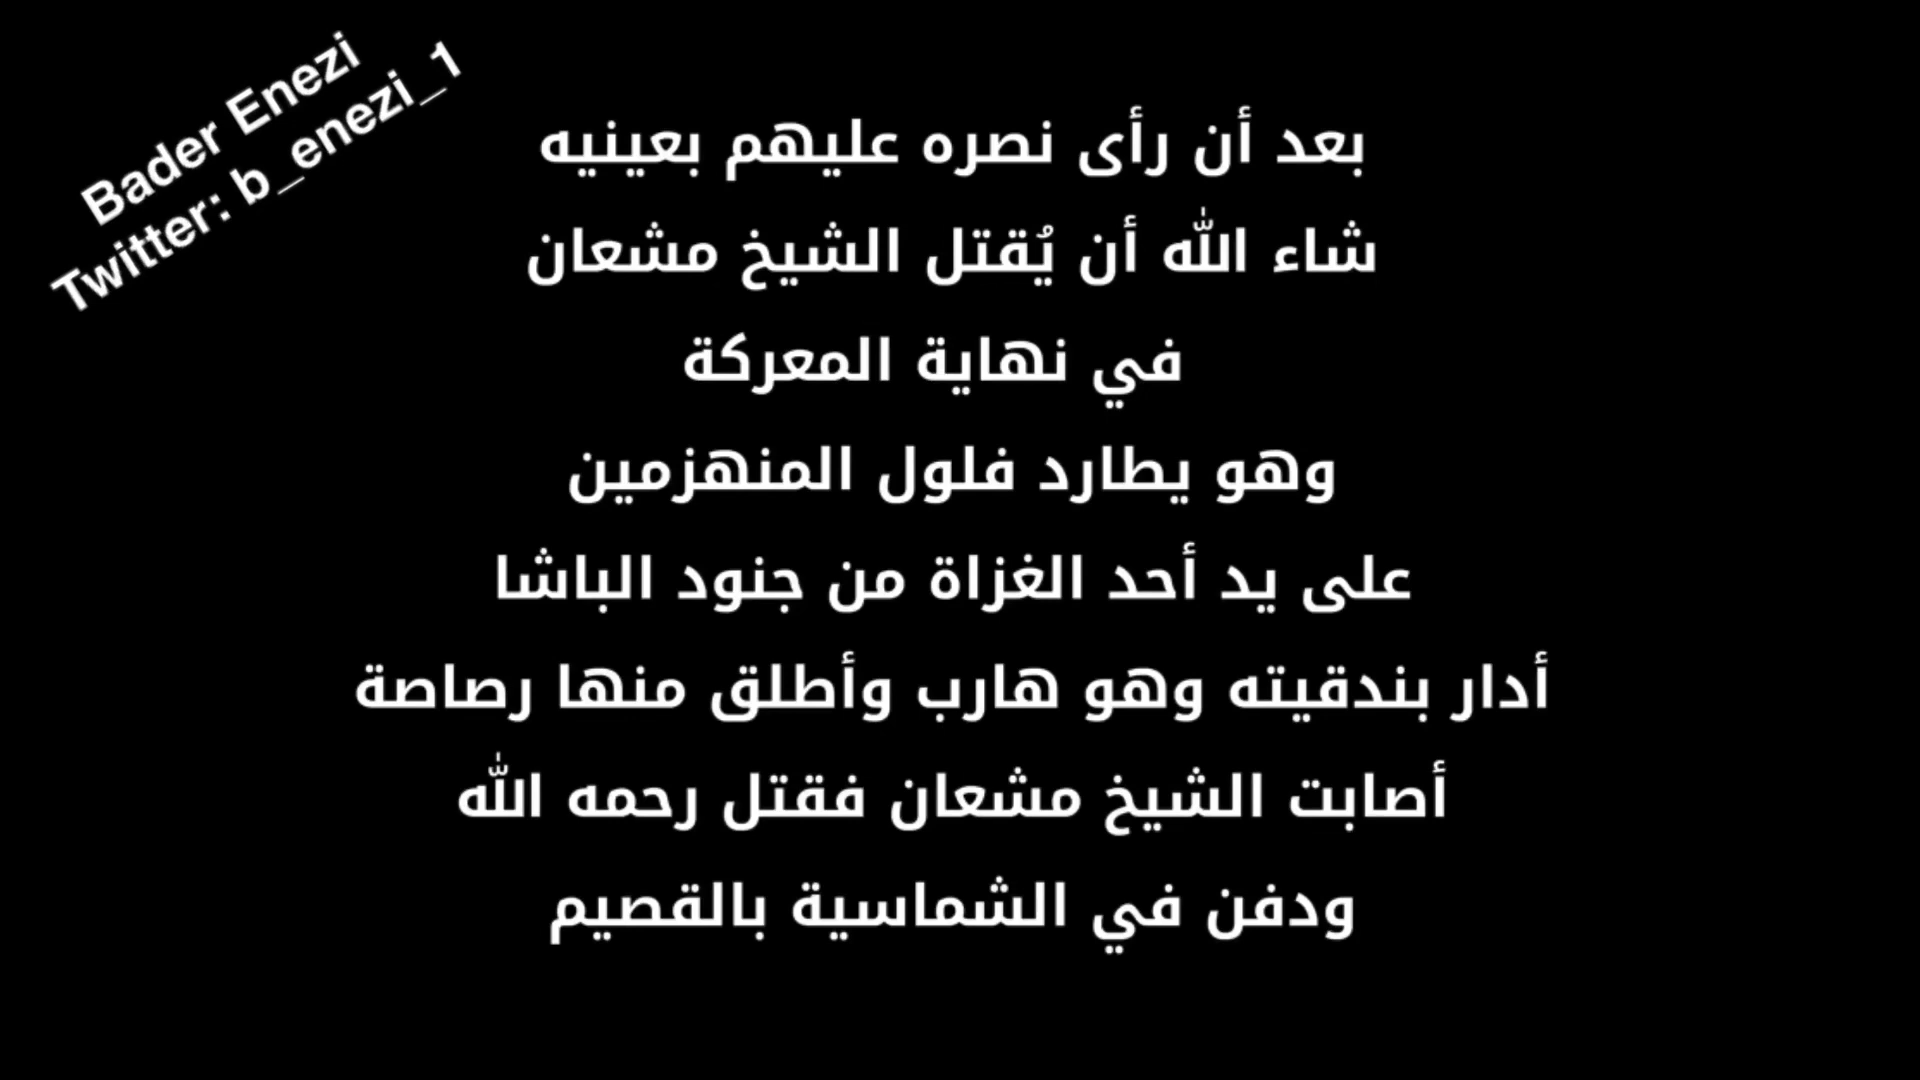 Bader Enezi
Twitter: b_enezi_1
بعد أن رأى نصره عليهم بعينيه
شاء الله أن يُقتل الشيخ مشعان
في نهاية المعركة
وهو يطارد فلول المنهزمين
على يد أحد الغزاة من جنود الباشا
أدار بندقيته وهو هارب وأطلق منها رصاصة
أصابت الشيخ مشعان فقتل رحمه الله
ودفن في الشماسية بالقصيم